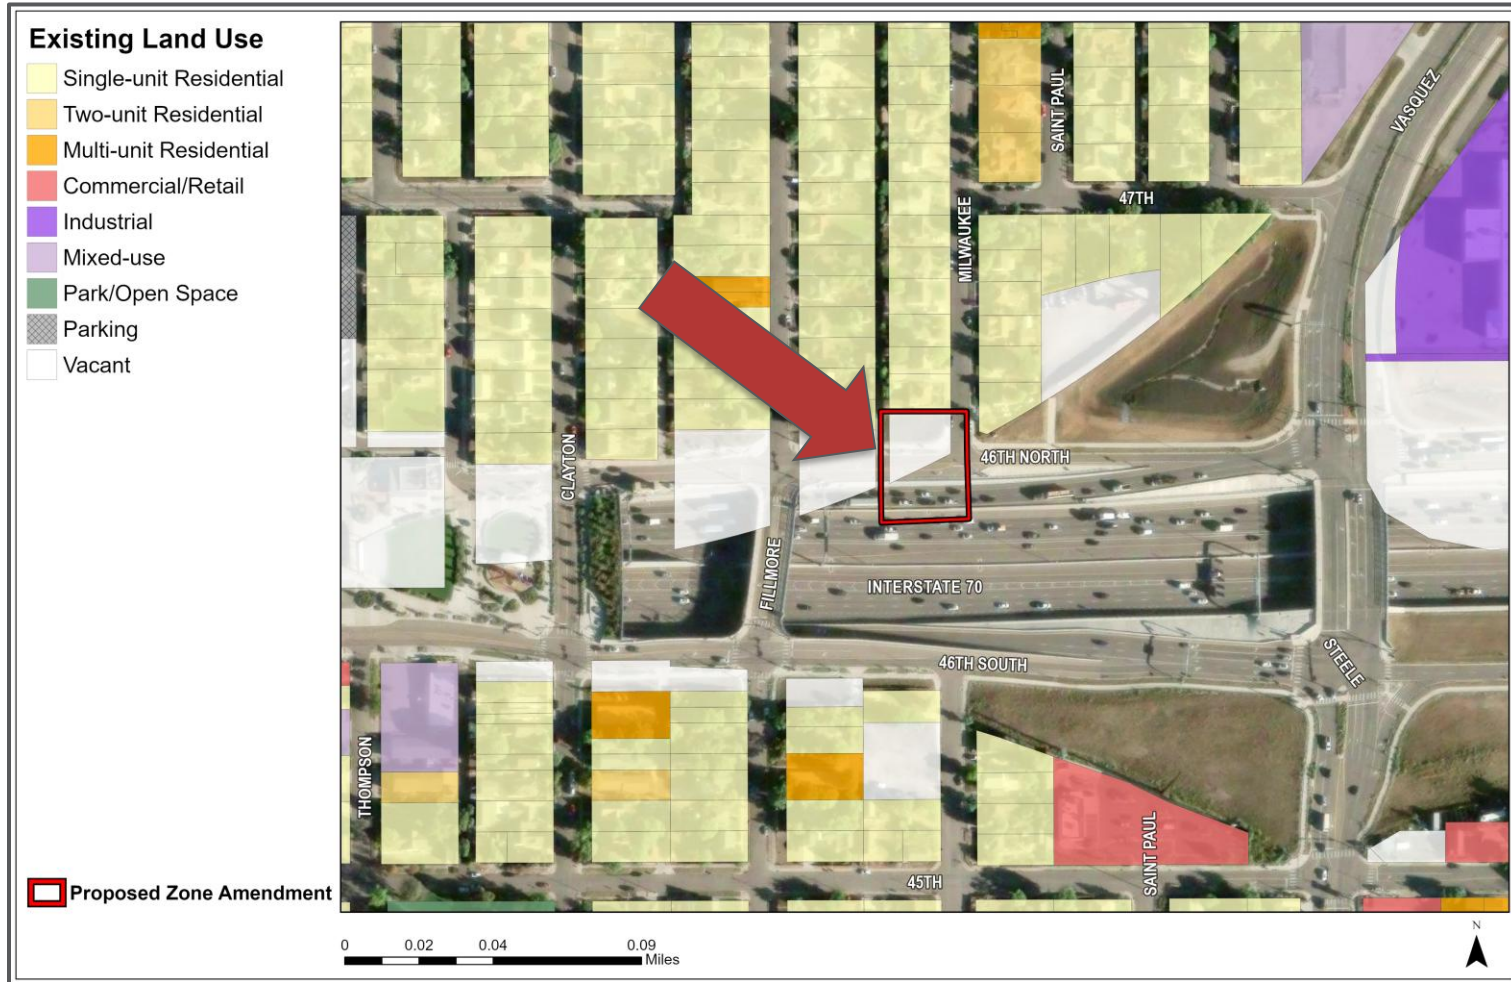 Existing Land Use
Single-unit Residential
Two-unit Residential
Multi-unit Residential
Commercial/Retail
Industrial
Mixed-use
Park/Open Space
Parking
Vacant
Proposed Zone Amendment
SAINT PAUL
VASQUEZ
47TH
MILWAUKEE
CLAYTON
46TH NORTH
FILLMORE
INTERSTATE 70
46TH SOUTH
STEELE
THOMPSON
SAINT PAUL
45TH
0 0.02 0.04 0.09
Miles
N